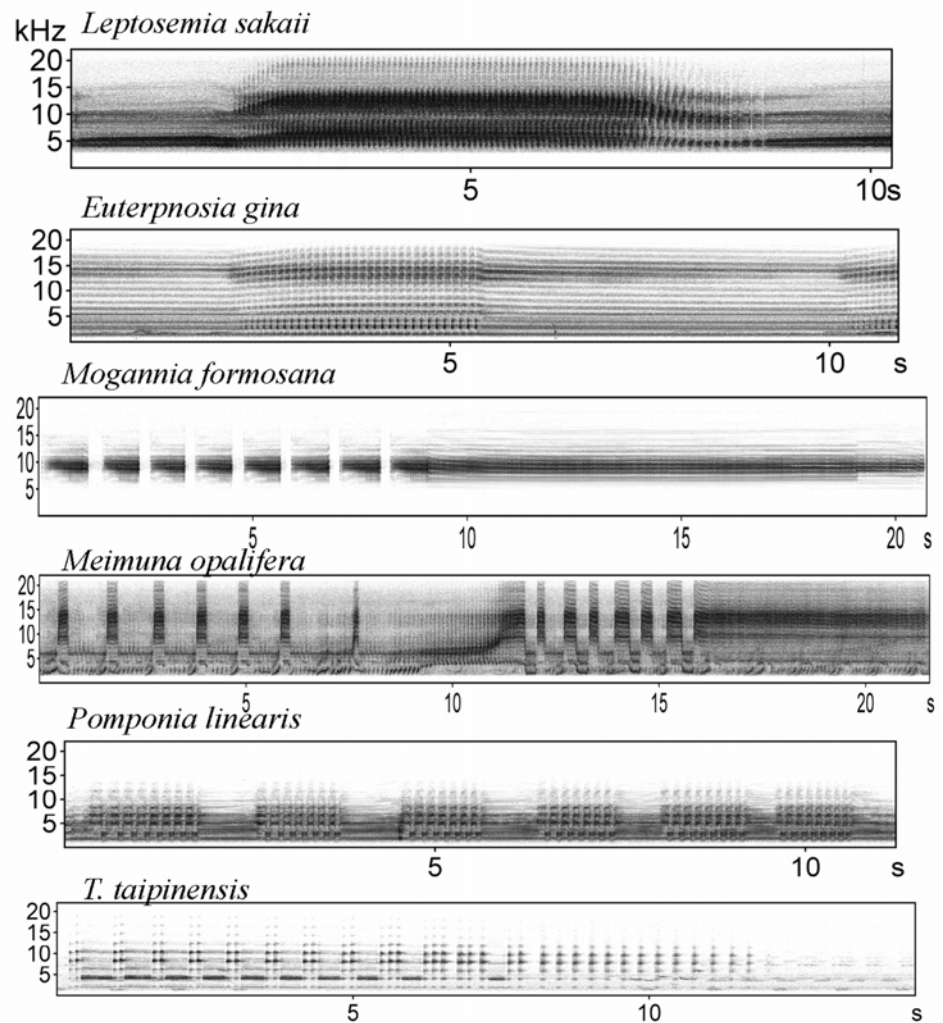 kHz Leptosemia sakaii
20
15
10
5
5 10s
Euterpnosia gina
20
15
10
5
5 10 s
Mogannia formosana
20
15
10
5
5 10 15 20 s
Meimuna opalifera
20
15
10
5
5 10 15 20 s
Pomponia linearis
20
15
10
5
5 10 s
T. taipinensis
20
15
10
5
5 10 s